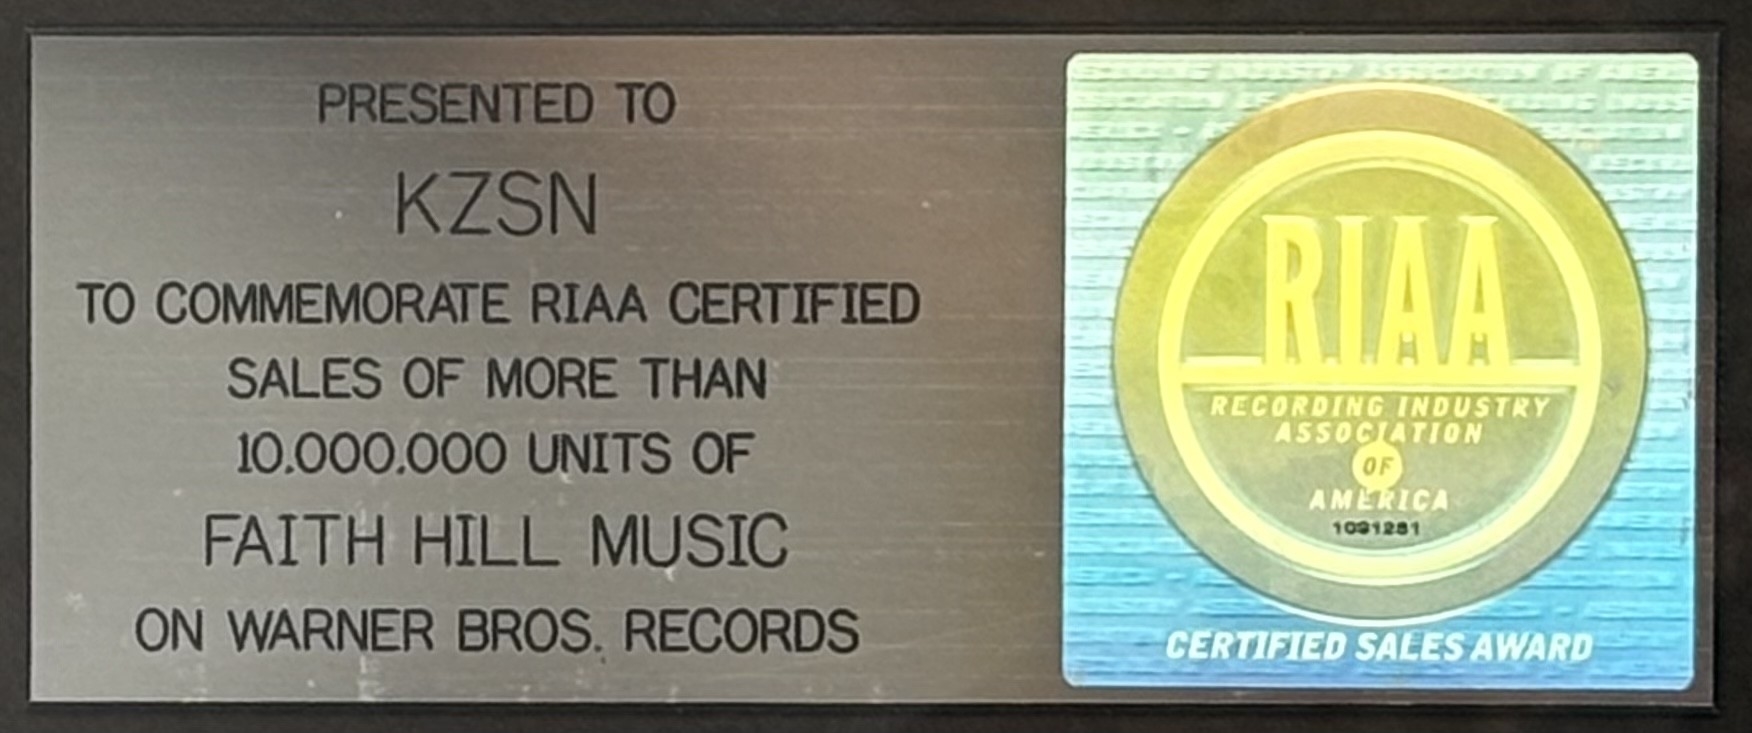 PRESENTED TO
KZSN
TO COMMEMORATE RIAA CERTIFIED
SALES OF MORE THAN
10,000,000 UNITS OF
FAITH HILL MUSIC
ON WARNER BROS. RECORDS
RIAA
RECORDING INDUSTRY
ASSOCIATION
OF
AMERICA
1091281
CERTIFIED SALES AWARD